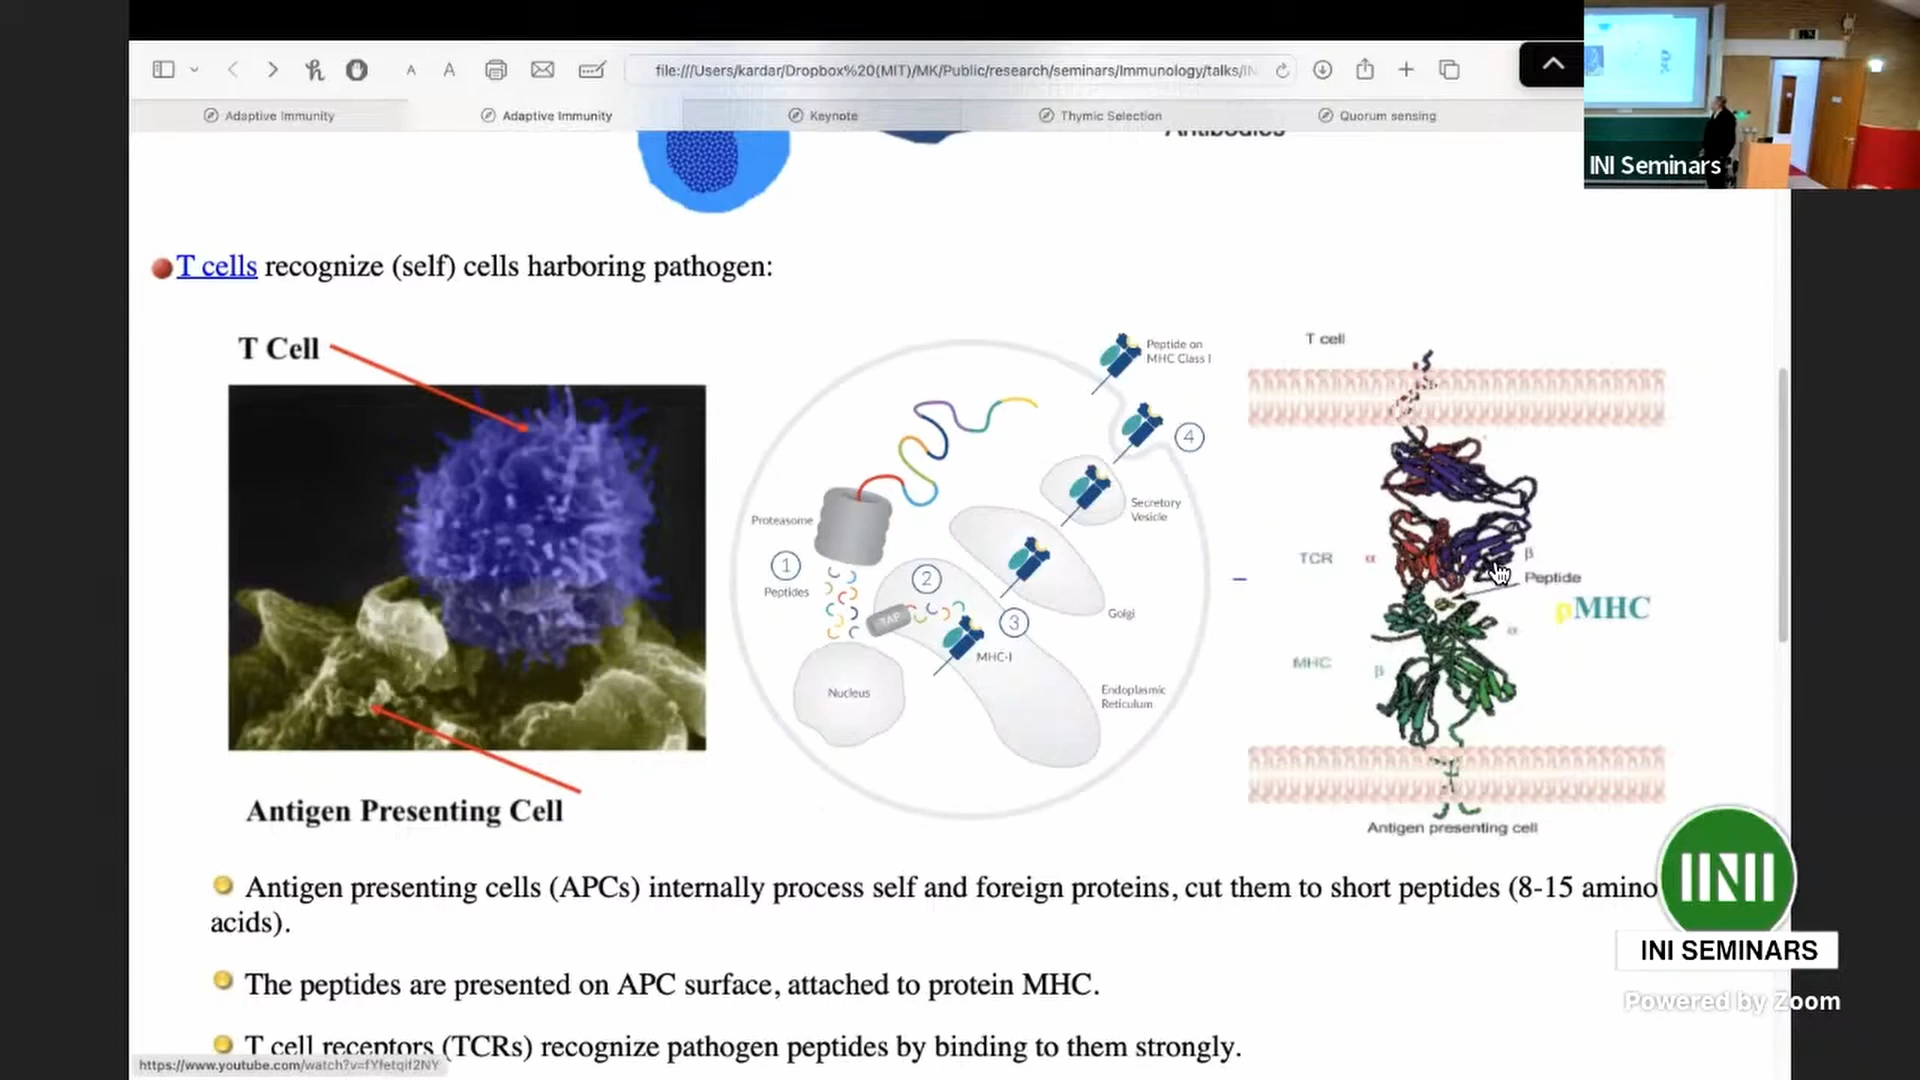 file:///Users/kardar/Dropbox%20(MIT)/MK/Public/research/seminars/Immunology/talks/IN
Adaptive Immunity
Adaptive Immunity
Keynote
Thymic Selection
Quorum sensing
INI Seminars
Antibodies
T cells recognize (self) cells harboring pathogen:
T Cell
Antigen Presenting Cell
Peptide on
MHC Class I
4
Secretory
Vesicle
Proteasome
1
Peptides
2
TAP
3
Golgi
MHC-I
Nucleus
Endoplasmic
Reticulum
T cell
TCR
α
β
Peptide
pMHC
α
MHC
β
Antigen presenting cell
Antigen presenting cells (APCs) internally process self and foreign proteins, cut them to short peptides (8-15 amino
acids).
The peptides are presented on APC surface, attached to protein MHC.
T cell receptors (TCRs) recognize pathogen peptides by binding to them strongly.
INI SEMINARS
Powered by Zoom
https://www.youtube.com/watch?v=fYfetqif2NY